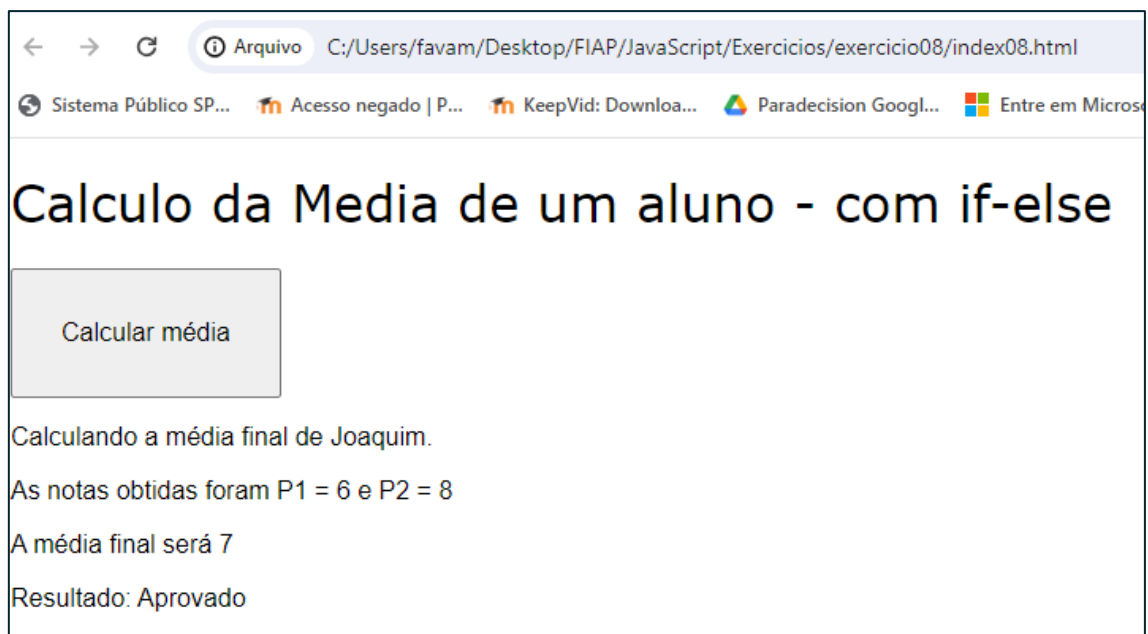 Arquivo C:/Users/favam/Desktop/FIAP/JavaScript/Exercicios/exercicio08/index08.html
Sistema Público SP... Acesso negado | P... KeepVid: Downloa... Paradecision Googl... Entre em Microso
Calculo da Media de um aluno - com if-else
Calcular média
Calculando a média final de Joaquim.
As notas obtidas foram P1 = 6 e P2 = 8
A média final será 7
Resultado: Aprovado